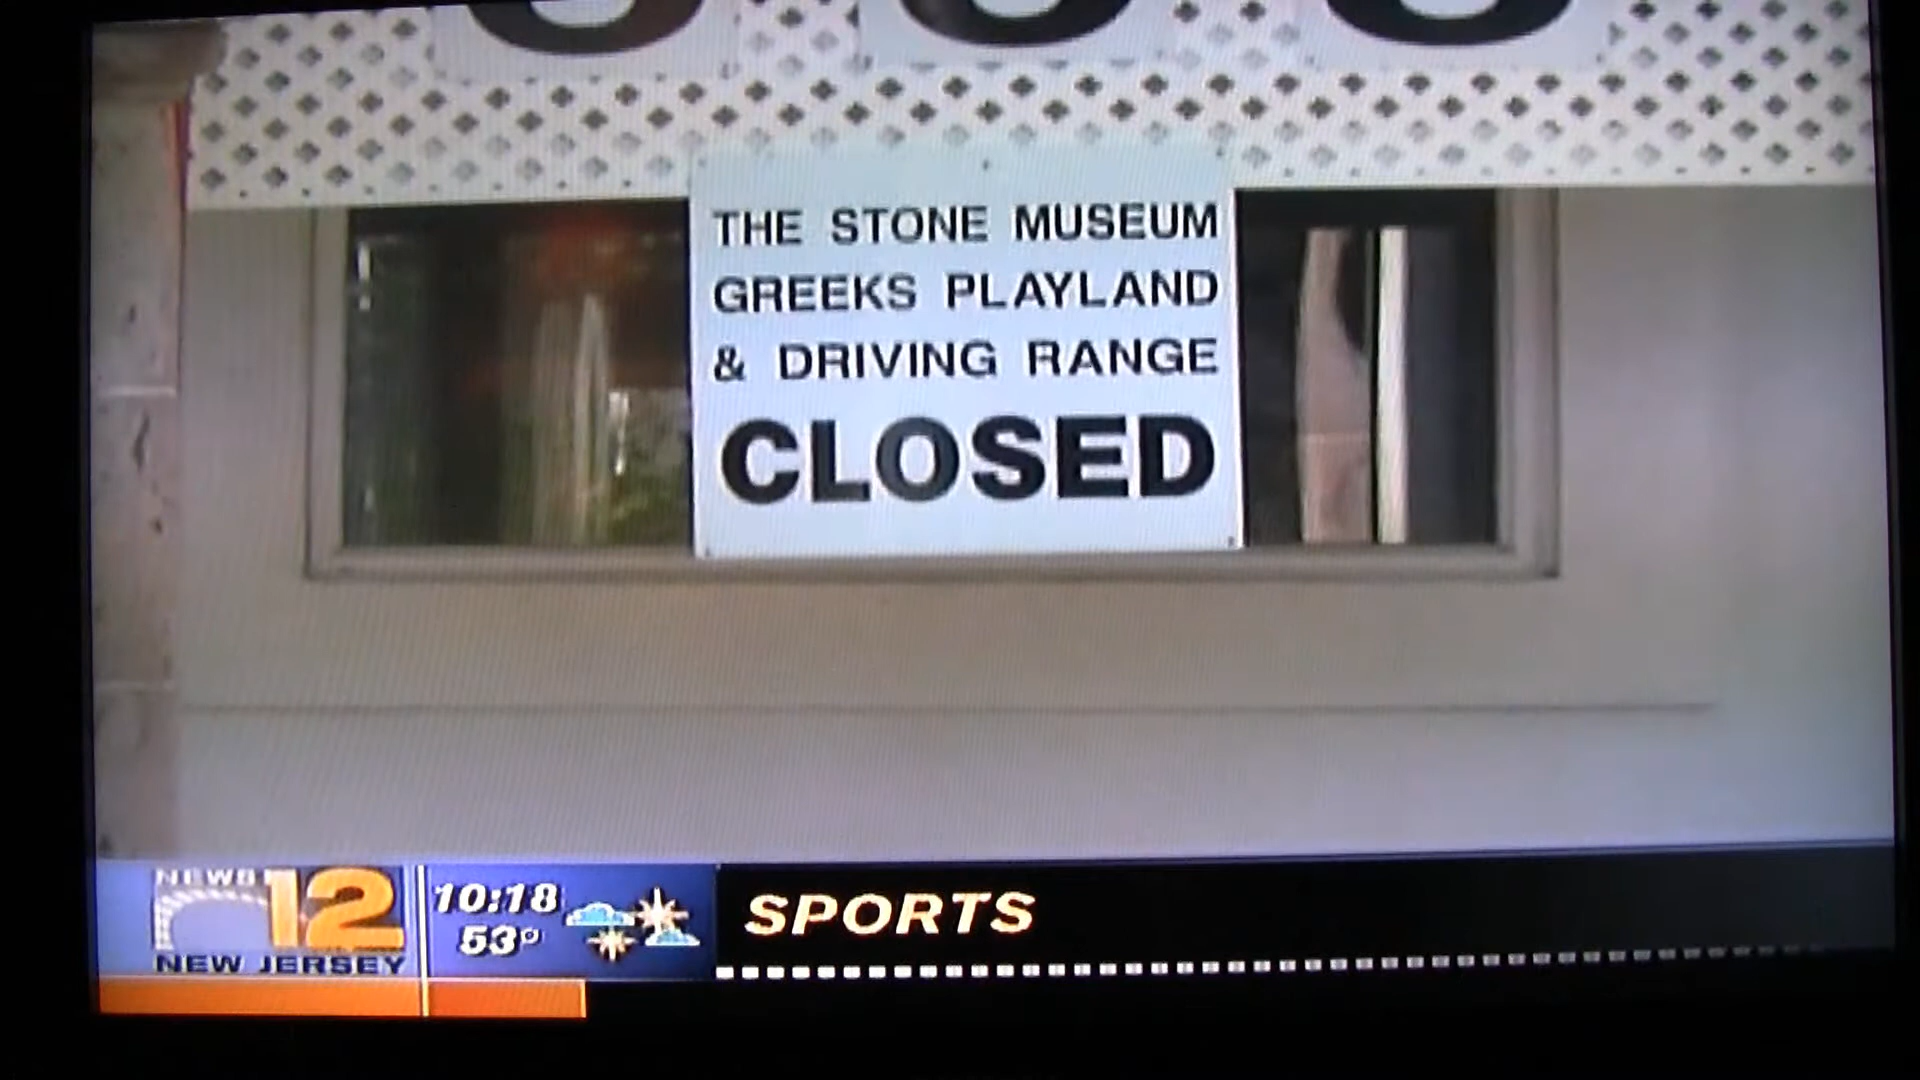 THE STONE MUSEUM
GREEKS PLAYLAND
& DRIVING RANGE
CLOSED
NEWS 12
NEW JERSEY
10:18
53°
SPORTS